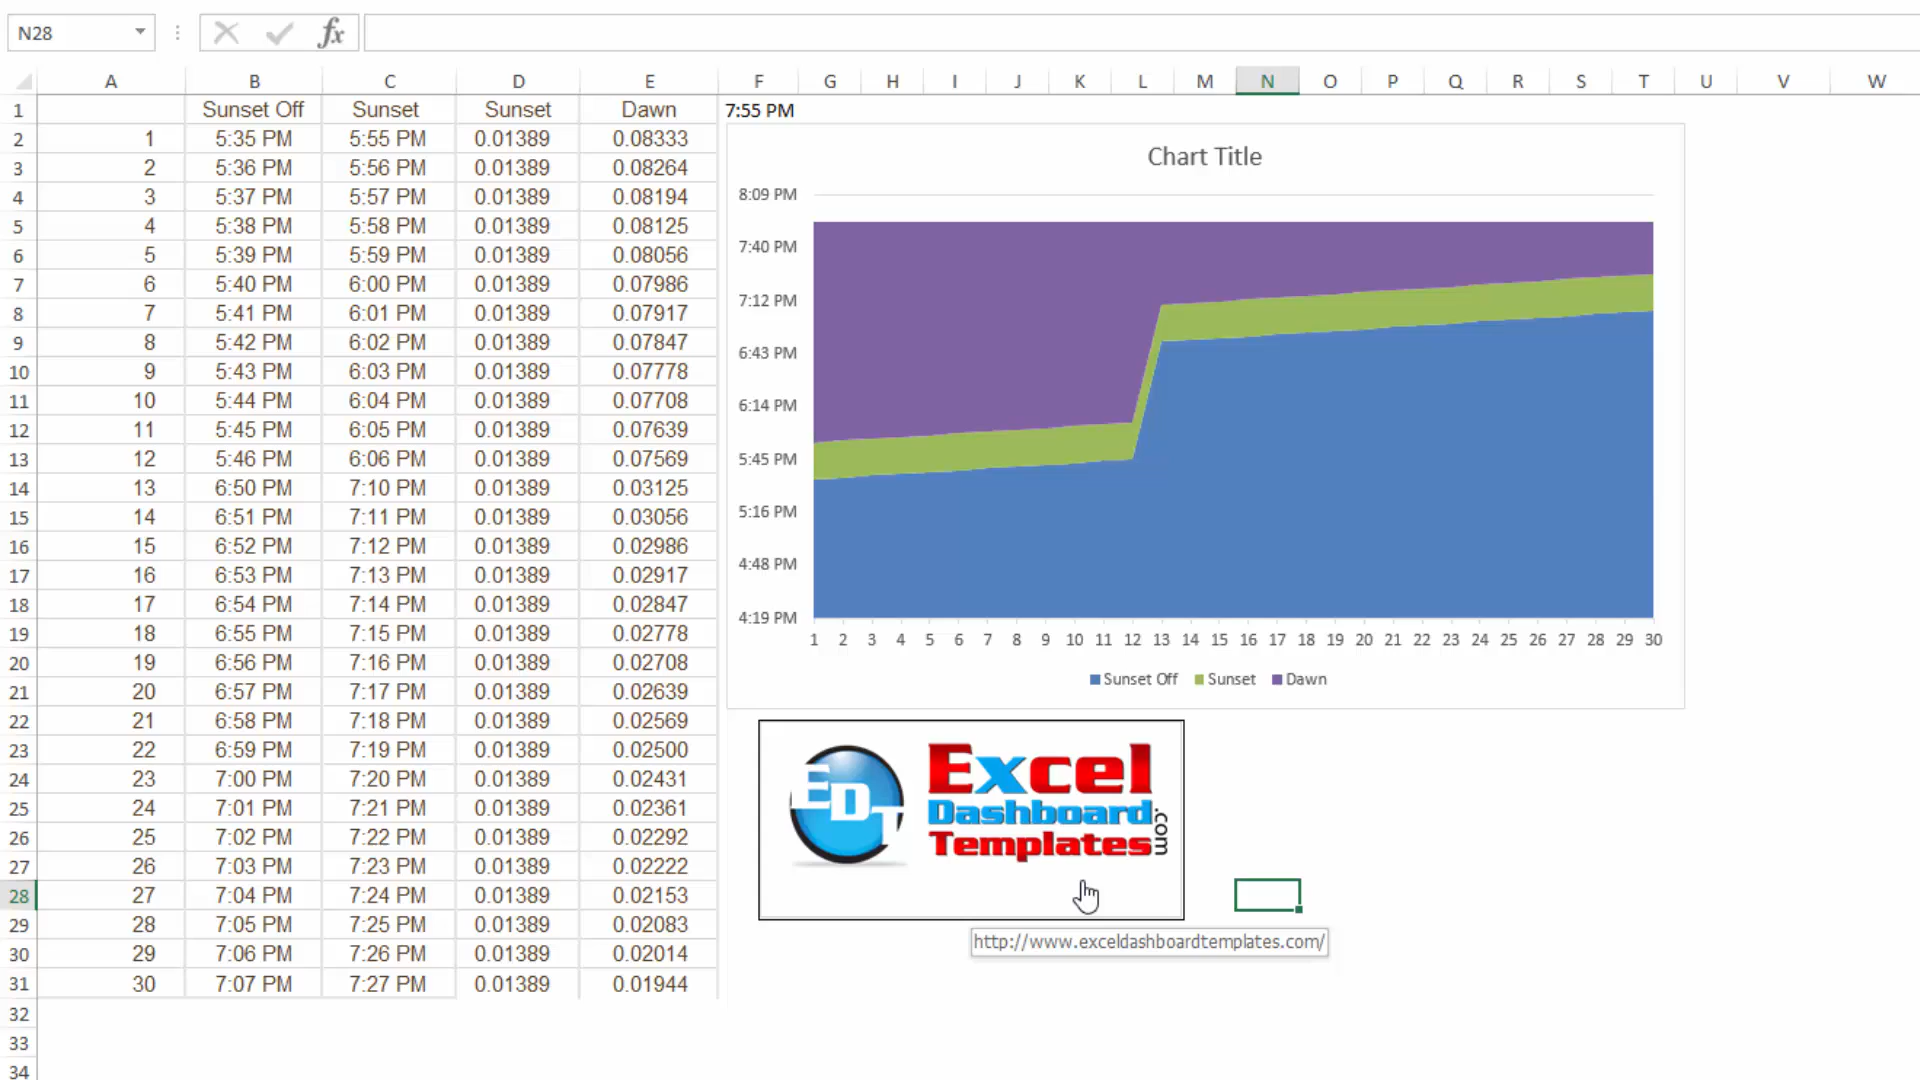 N28
fx
A B C D E F G H I J K L M N O P Q R S T U V W
1 Sunset Off Sunset Sunset Dawn 7:55 PM
2 1 5:35 PM 5:55 PM 0.01389 0.08333
3 2 5:36 PM 5:56 PM 0.01389 0.08264
4 3 5:37 PM 5:57 PM 0.01389 0.08194
5 4 5:38 PM 5:58 PM 0.01389 0.08125
6 5 5:39 PM 5:59 PM 0.01389 0.08056
7 6 5:40 PM 6:00 PM 0.01389 0.07986
8 7 5:41 PM 6:01 PM 0.01389 0.07917
9 8 5:42 PM 6:02 PM 0.01389 0.07847
10 9 5:43 PM 6:03 PM 0.01389 0.07778
11 10 5:44 PM 6:04 PM 0.01389 0.07708
12 11 5:45 PM 6:05 PM 0.01389 0.07639
13 12 5:46 PM 6:06 PM 0.01389 0.07569
14 13 6:50 PM 7:10 PM 0.01389 0.03125
15 14 6:51 PM 7:11 PM 0.01389 0.03056
16 15 6:52 PM 7:12 PM 0.01389 0.02986
17 16 6:53 PM 7:13 PM 0.01389 0.02917
18 17 6:54 PM 7:14 PM 0.01389 0.02847
19 18 6:55 PM 7:15 PM 0.01389 0.02778
20 19 6:56 PM 7:16 PM 0.01389 0.02708
21 20 6:57 PM 7:17 PM 0.01389 0.02639
22 21 6:58 PM 7:18 PM 0.01389 0.02569
23 22 6:59 PM 7:19 PM 0.01389 0.02500
24 23 7:00 PM 7:20 PM 0.01389 0.02431
25 24 7:01 PM 7:21 PM 0.01389 0.02361
26 25 7:02 PM 7:22 PM 0.01389 0.02292
27 26 7:03 PM 7:23 PM 0.01389 0.02222
28 27 7:04 PM 7:24 PM 0.01389 0.02153
29 28 7:05 PM 7:25 PM 0.01389 0.02083
30 29 7:06 PM 7:26 PM 0.01389 0.02014
31 30 7:07 PM 7:27 PM 0.01389 0.01944
32
33
34
Chart Title
8:09 PM
7:40 PM
7:12 PM
6:43 PM
6:14 PM
5:45 PM
5:16 PM
4:48 PM
4:19 PM
1 2 3 4 5 6 7 8 9 10 11 12 13 14 15 16 17 18 19 20 21 22 23 24 25 26 27 28 29 30
Sunset Off Sunset Dawn
EDT
Excel
Dashboard
Templates
.com
http://www.exceldashboardtemplates.com/